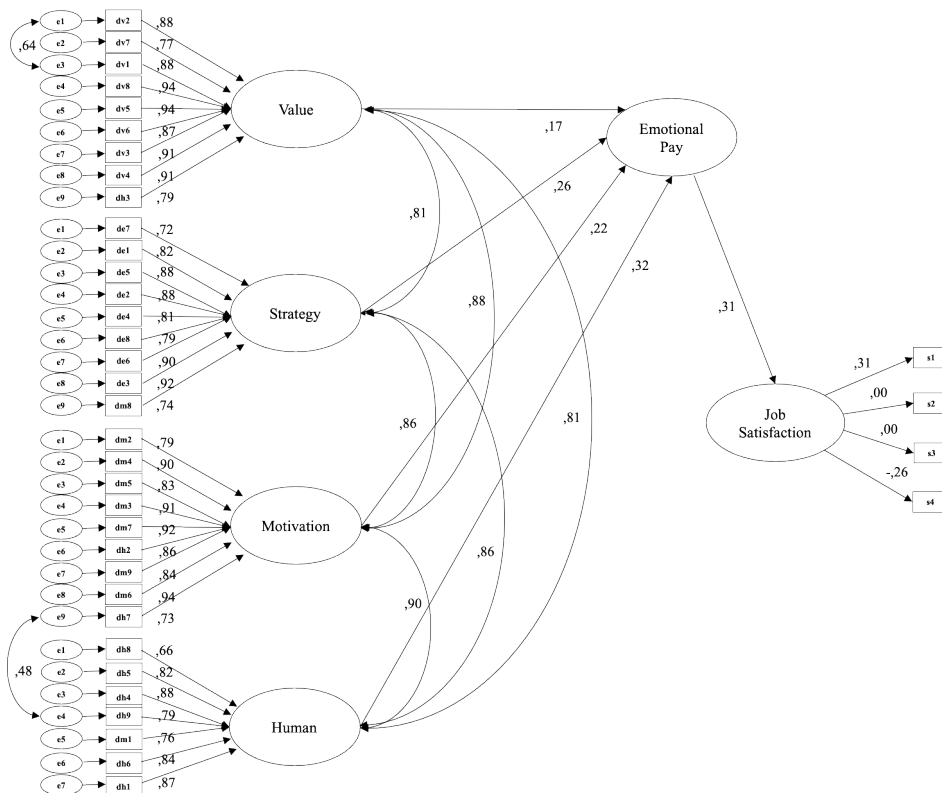 e1 dv2 ,88
e2 dv7 ,77
,64
e3 dv1 ,88
e4 dv8 ,94
e5 dv5 ,94
e6 dv6 ,87
e7 dv3 ,91
e8 dv4 ,91
e9 dh3 ,79
Value
,17
Emotional
Pay
e1 de7 ,72
e2 de1 ,82
e3 de5 ,88
e4 de2 ,88
e5 de4 ,81
e6 de8 ,79
e7 de6 ,90
e8 de3 ,92
e9 dm8 ,74
Strategy
,81
,26
,22
,32
,88
,31
e1 dm2 ,79
e2 dm4 ,90
e3 dm5 ,83
e4 dm3 ,91
e5 dm7 ,92
e6 dh2 ,86
e7 dm9 ,84
e8 dm6 ,94
e9 dh7 ,73
Motivation
,86
,81
Job
Satisfaction
,31 s1
,00 s2
,00 s3
-,26 s4
,86
,90
,48
e1 dh8 ,66
e2 dh5 ,82
e3 dh4 ,88
e4 dh9 ,79
e5 dm1 ,76
e6 dh6 ,84
e7 dh1 ,87
Human